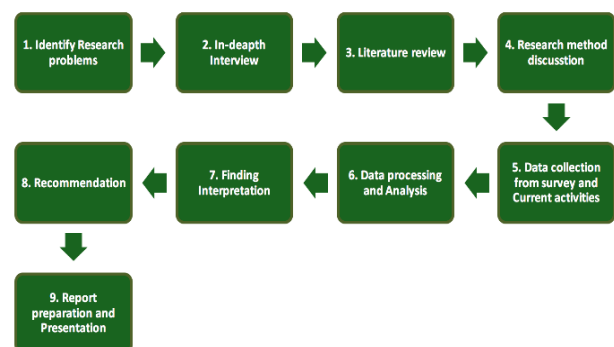 1. Identify Research
problems
2. In-deapth
Interview
3. Literature review
4. Research method
discusstion
5. Data collection
from survey and
Current activities
6. Data processing
and Analysis
7. Finding
Interpretation
8. Recommendation
9. Report
preparation and
Presentation